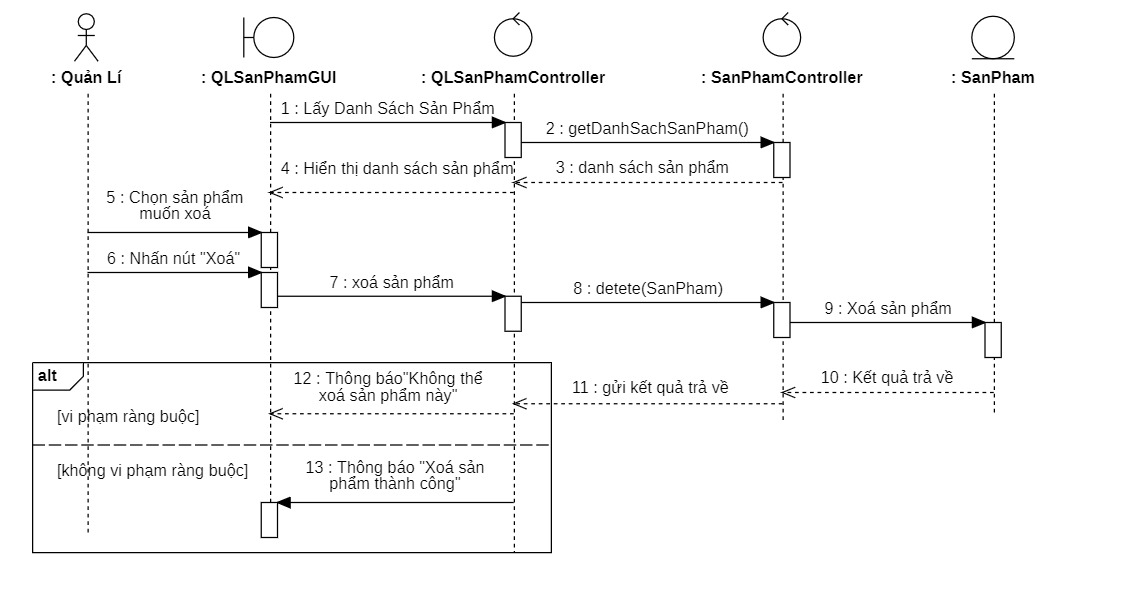 : Quản Lí
: QLSanPhamGUI
: QLSanPhamController
: SanPhamController
: SanPham
1 : Lấy Danh Sách Sản Phẩm
2 : getDanhSachSanPham()
4 : Hiển thị danh sách sản phẩm
3 : danh sách sản phẩm
5 : Chọn sản phẩm
muốn xoá
6 : Nhấn nút "Xoá"
7 : xoá sản phẩm
8 : detete(SanPham)
9 : Xoá sản phẩm
alt
12 : Thông báo"Không thể
xoá sản phẩm này"
11 : gửi kết quả trả về
10 : Kết quả trả về
[vi phạm ràng buộc]
[không vi phạm ràng buộc]
13 : Thông báo "Xoá sản
phẩm thành công"